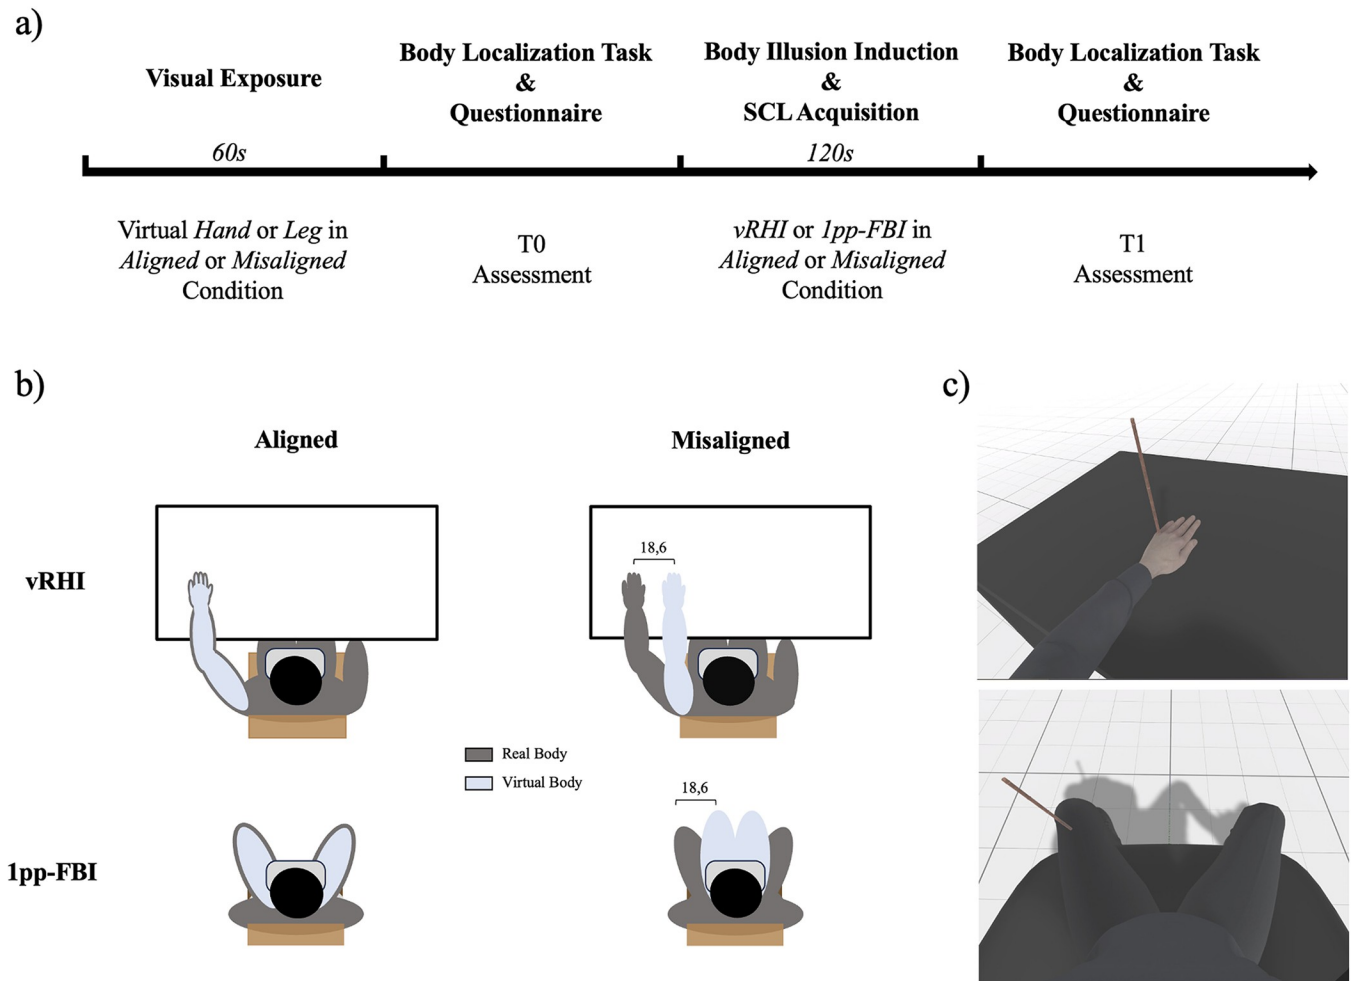 a)
Visual Exposure
Body Localization Task
&
Questionnaire
Body Illusion Induction
&
SCL Acquisition
Body Localization Task
&
Questionnaire
60s
120s
Virtual Hand or Leg in
Aligned or Misaligned
Condition
T0
Assessment
vRHI or 1pp-FBI in
Aligned or Misaligned
Condition
T1
Assessment
b)
Aligned
Misaligned
vRHI
18,6
Real Body
Virtual Body
18,6
1pp-FBI
c)